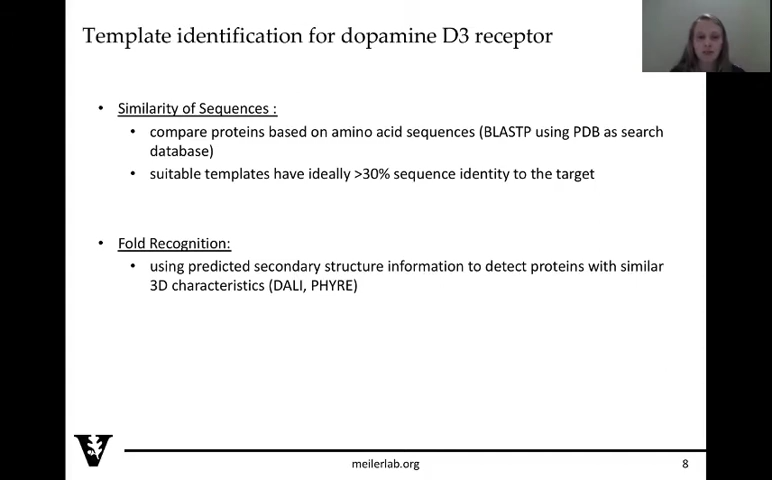 Template identification for dopamine D3 receptor
• Similarity of Sequences :
• compare proteins based on amino acid sequences (BLASTP using PDB as search
database)
• suitable templates have ideally >30% sequence identity to the target
• Fold Recognition:
• using predicted secondary structure information to detect proteins with similar
3D characteristics (DALI, PHYRE)
meilerlab.org
8